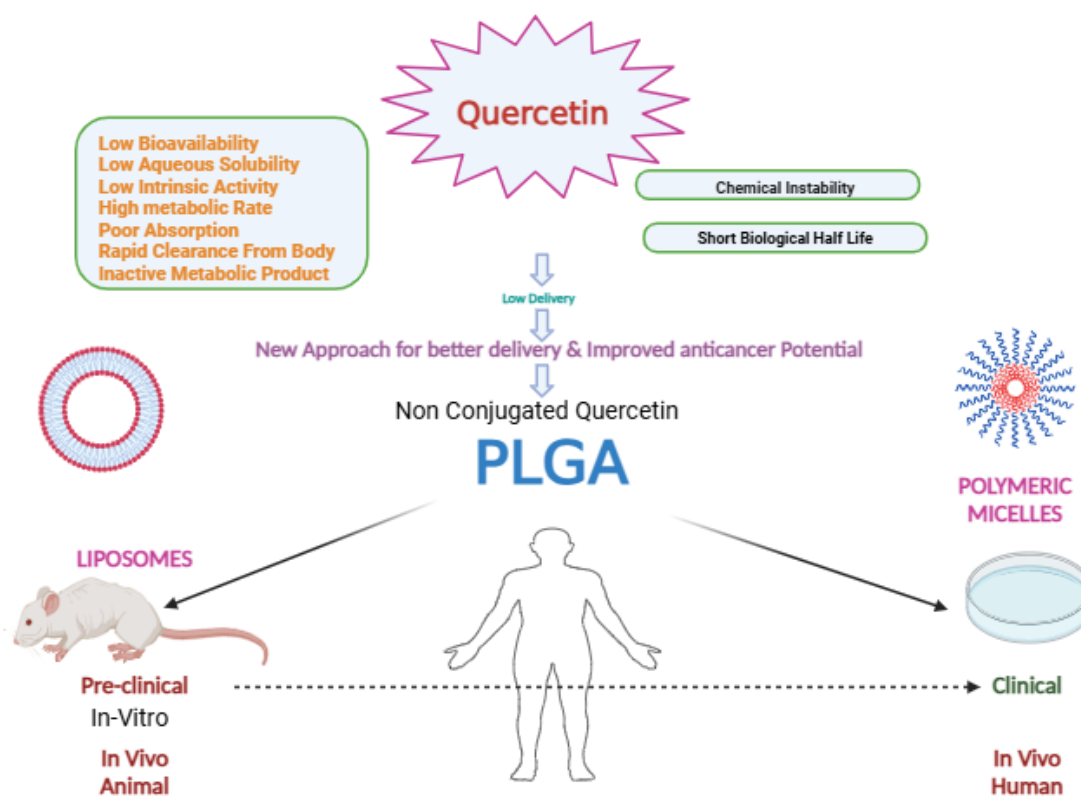 Quercetin
Low Bioavailability
Low Aqueous Solubility
Low Intrinsic Activity
High metabolic Rate
Poor Absorption
Rapid Clearance From Body
Inactive Metabolic Product
Chemical Instability
Short Biological Half Life
Low Delivery
New Approach for better delivery & Improved anticancer Potential
Non Conjugated Quercetin
PLGA
POLYMERIC
MICELLES
LIPOSOMES
Pre-clinical
In-Vitro
In Vivo
Animal
Clinical
In Vivo
Human